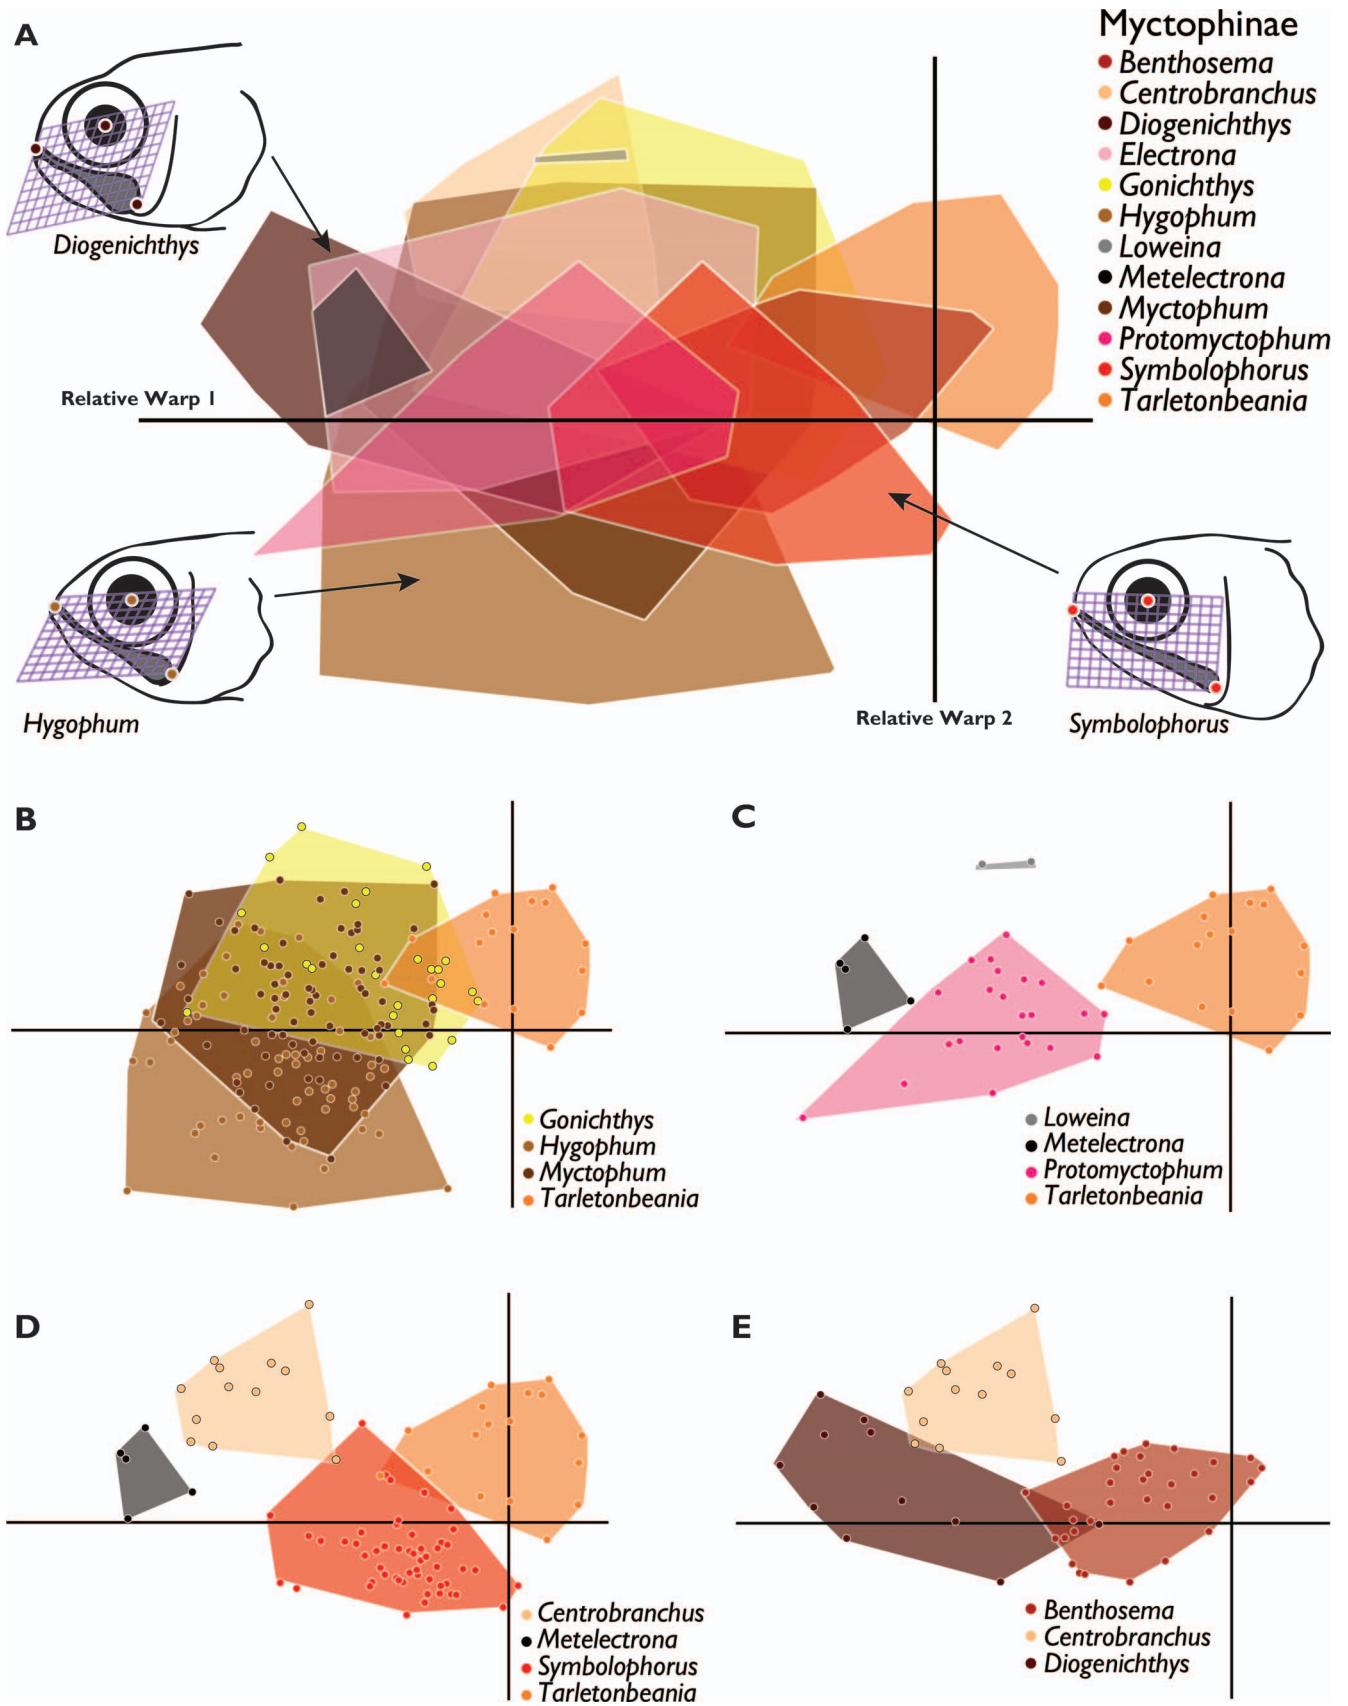 A
Myctophinae
Benthosema
Centrobranchus
Diogenichthys
Electrona
Gonichthys
Hygophum
Loweina
Metelectrona
Myctophum
Protomyctophum
Symbolophorus
Tarletonbeania
Diogenichthys
Relative Warp 1
Hygophum
Relative Warp 2
Symbolophorus
B
Gonichthys
Hygophum
Myctophum
Tarletonbeania
C
Loweina
Metelectrona
Protomyctophum
Tarletonbeania
D
Centrobranchus
Metelectrona
Symbolophorus
Tarletonbeania
E
Benthosema
Centrobranchus
Diogenichthys